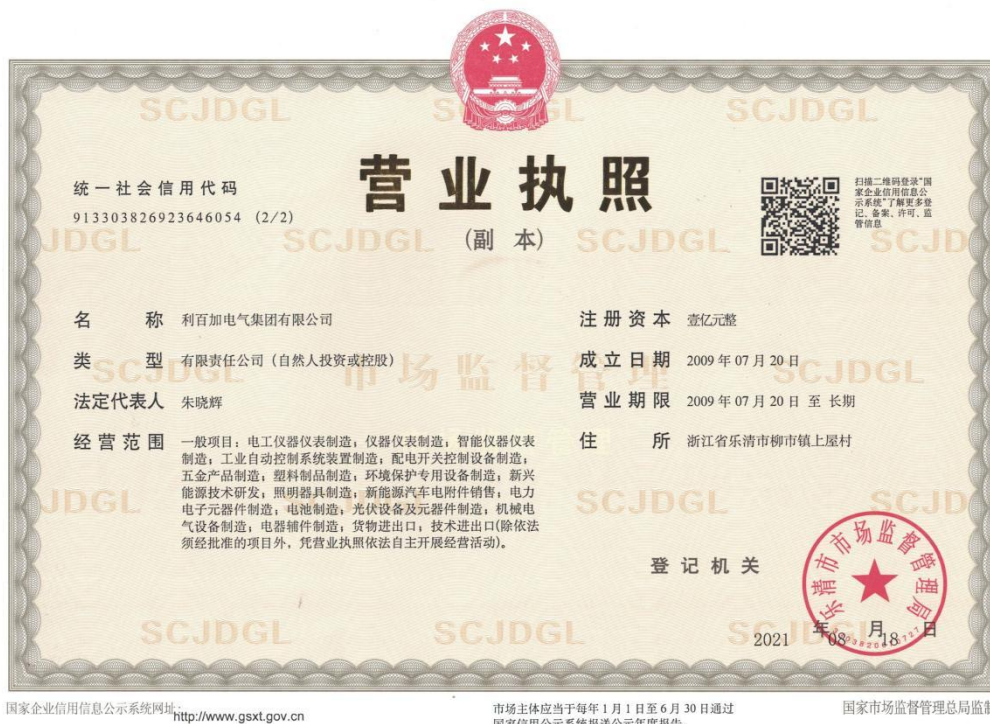 统一社会信用代码
913303826923646054 (2/2)
营业执照
(副 本)
扫描二维码登录“国
家企业信用信息公
示系统”了解更多登
记、备案、许可、监
管信息
名 称 利百加电气集团有限公司
类 型 有限责任公司（自然人投资或控股）
法定代表人 朱晓辉
经营范围 一般项目：电工仪器仪表制造；仪器仪表制造；智能仪器仪表
制造；工业自动控制系统装置制造；配电开关控制设备制造；
五金产品制造；塑料制品制造；环境保护专用设备制造；新兴
能源技术研发；照明器具制造；新能源汽车电附件销售；电力
电子元器件制造；电池制造；光伏设备及元器件制造；机械电
气设备制造；电器辅件制造；货物进出口；技术进出口(除依法
须经批准的项目外，凭营业执照依法自主开展经营活动)。
注册资本 壹亿元整
成立日期 2009年07月20日
营业期限 2009年07月20日 至 长期
住 所 浙江省乐清市柳市镇上屋村
登记机关
乐清市市场监督管理局
2021 年08 月18 日
SCJDGL
市场监督管理
国家企业信用信息公示系统网址:http://www.gsxt.gov.cn
市场主体应当于每年1月1日至6月30日通过
国家信用公示系统报送公示年度报告
国家市场监督管理总局监制